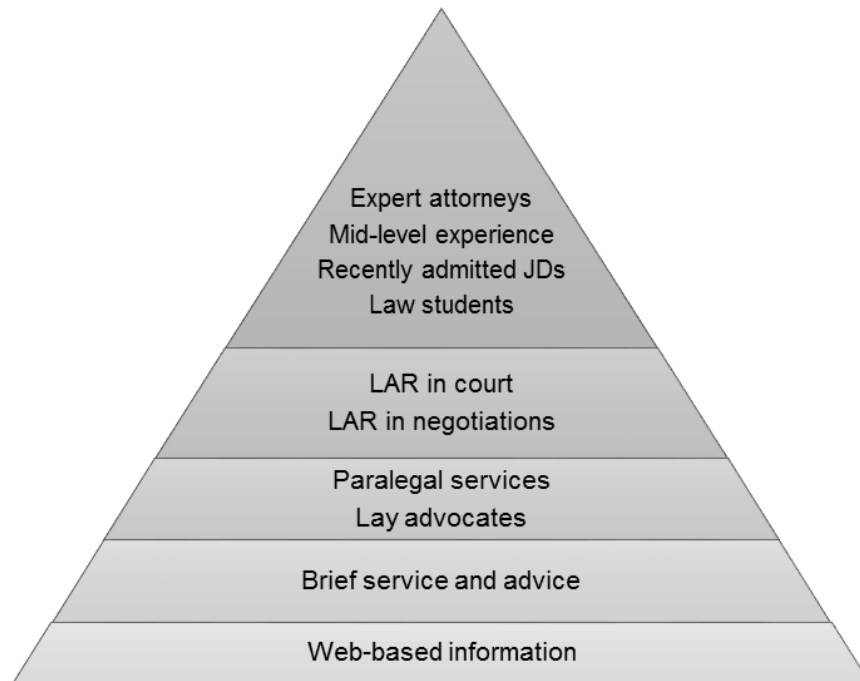 Expert attorneys
Mid-level experience
Recently admitted JDs
Law students
LAR in court
LAR in negotiations
Paralegal services
Lay advocates
Brief service and advice
Web-based information